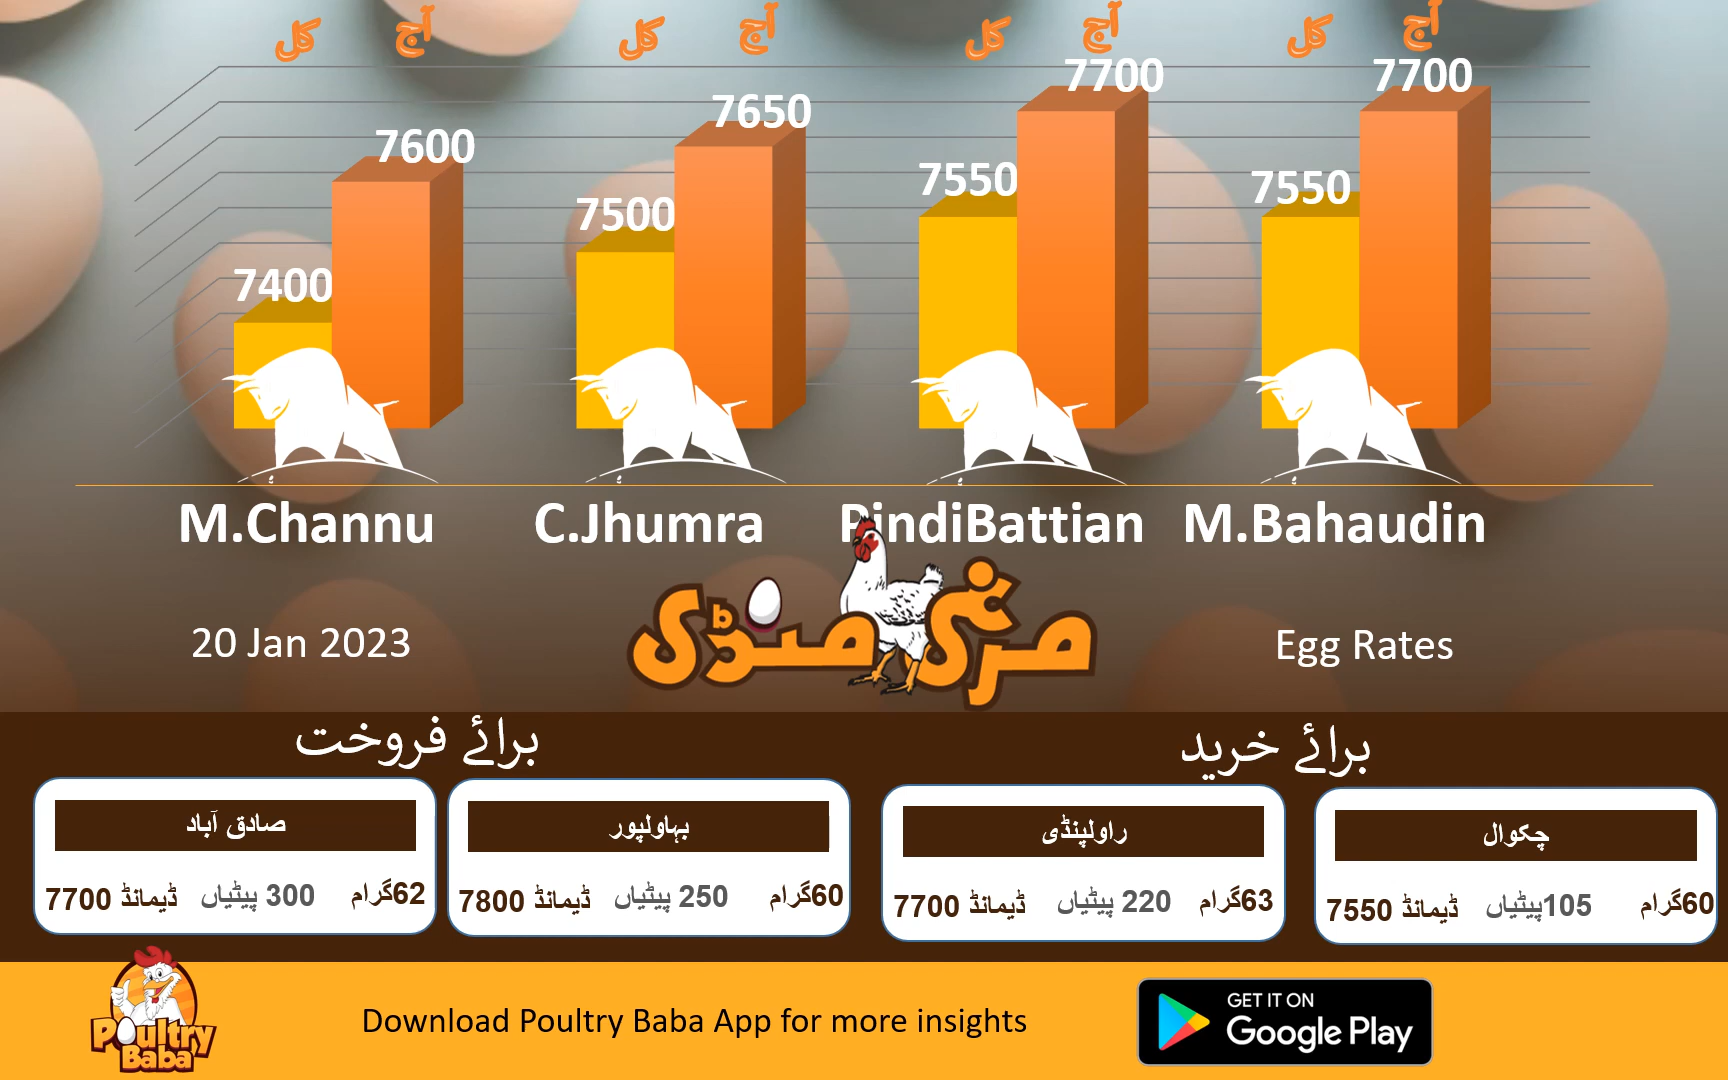 کل آج کل آج کل آج کل آج
7400 7600 7500 7650 7550 7700 7550 7700
M.Channu C.Jhumra PindiBattian M.Bahaudin
20 Jan 2023
مرغی منڈی
Egg Rates
برائے فروخت
صادق آباد
62گرام 300 پیٹیاں ڈیمانڈ 7700
بہاولپور
60گرام 250 پیٹیاں ڈیمانڈ 7800
برائے خرید
راولپنڈی
63گرام 220 پیٹیاں ڈیمانڈ 7700
چکوال
60گرام 105پیٹیاں ڈیمانڈ 7550
Poultry
Baba
Download Poultry Baba App for more insights
GET IT ON
Google Play